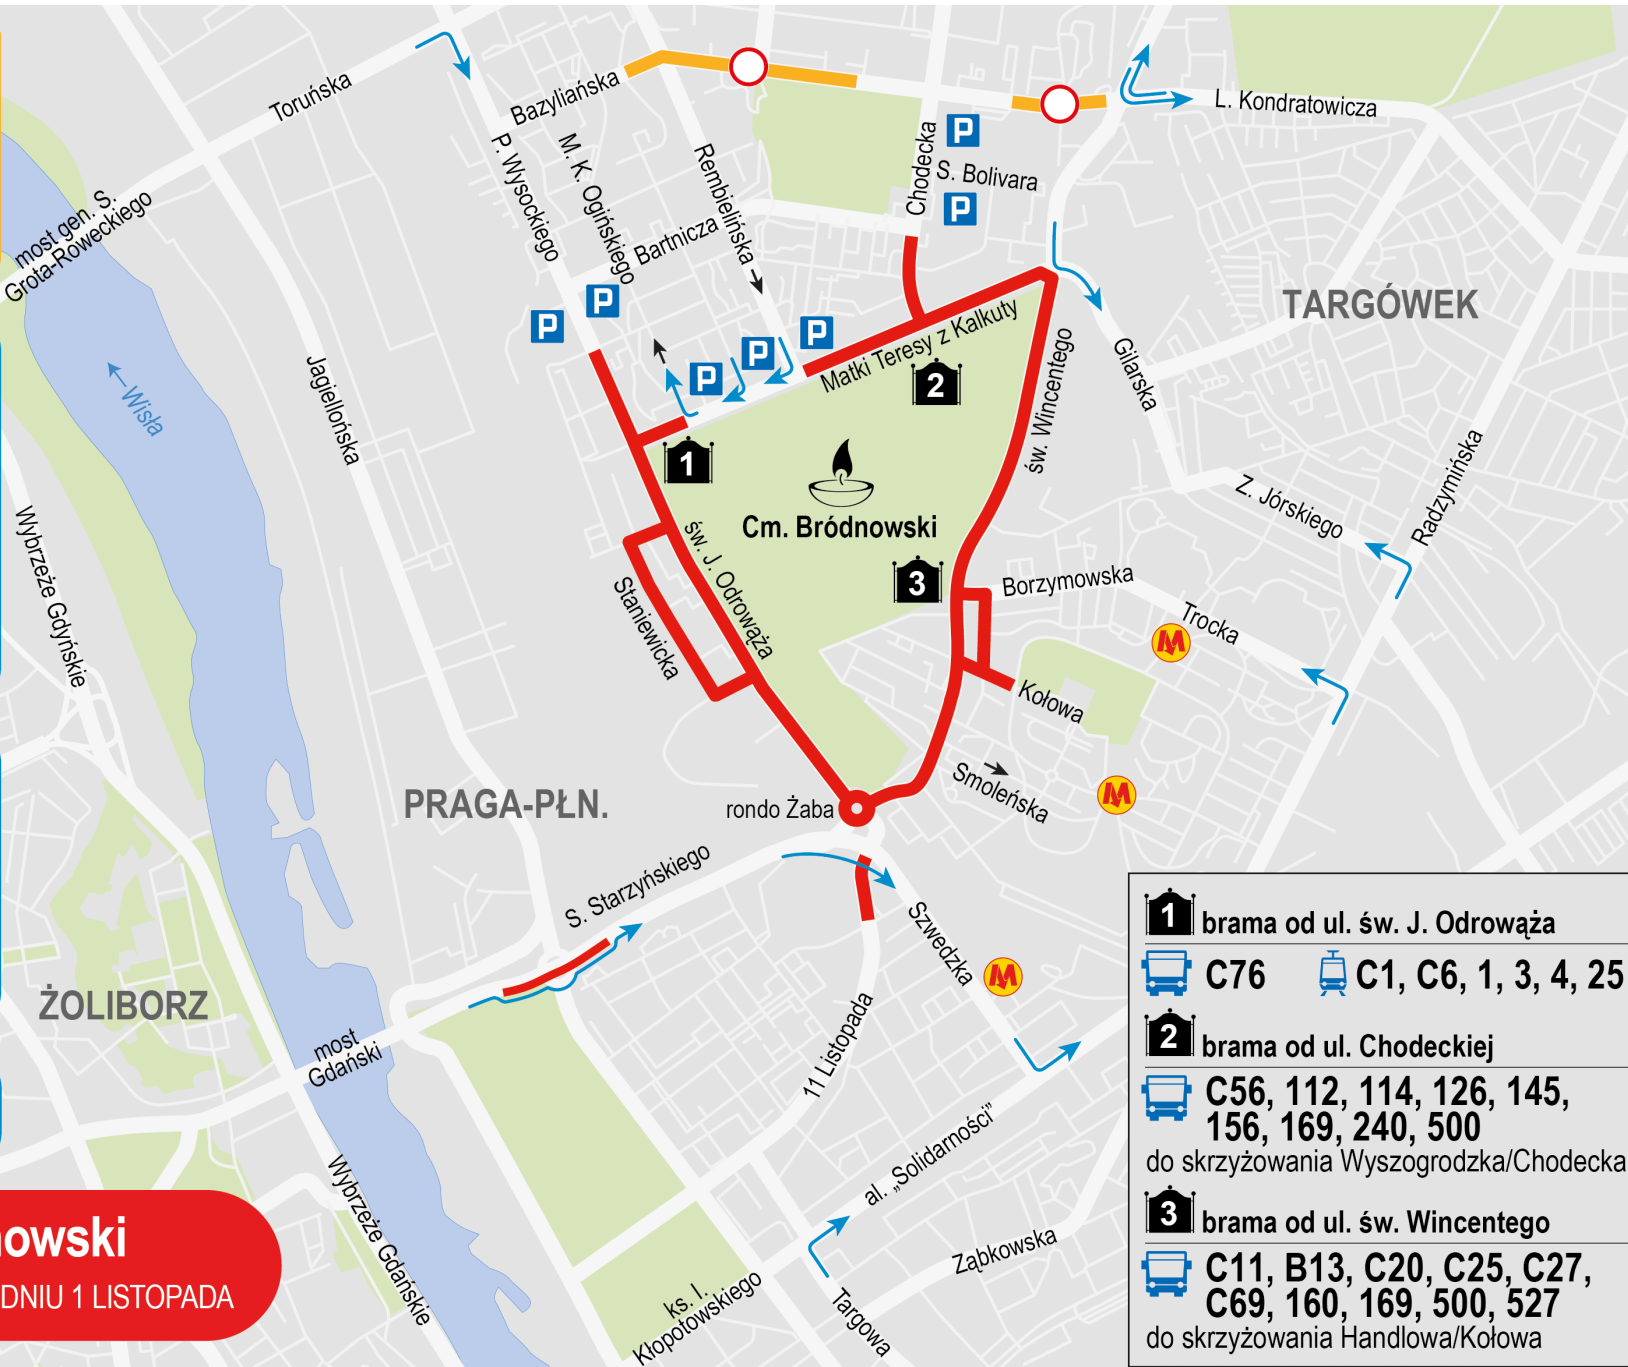 Toruńska
Bazyliańska
L. Kondratowicza
P. Wysockiego
M. K. Ogińskiego
Rembielińska
Chodecka
P
S. Bolivara
P
most gen. S.
Grota-Roweckiego
Bartnicza
P
P
P
P
P
TARGÓWEK
Matki Teresy z Kalkuty
św. Wincentego
Gilarska
Wisła
Jagiellońska
2
1
Cm. Bródnowski
3
Z. Jórskiego
Radzymińska
Wybrzeże Gdyńskie
św. J. Odrowąża
Staniewicka
Borzymowska
Trocka
M
Kołowa
Smoleńska
M
PRAGA-PŁN.
rondo Żaba
S. Starzyńskiego
Szwedzka
M
ŻOLIBORZ
most
Gdański
11 Listopada
al. „Solidarności”
Wybrzeże Gdańskie
Ząbkowska
Targowa
ks. I.
Kłopotowskiego
owski
DNIU 1 LISTOPADA
1 brama od ul. św. J. Odrowąża
C76 C1, C6, 1, 3, 4, 25
2 brama od ul. Chodeckiej
C56, 112, 114, 126, 145,
156, 169, 240, 500
do skrzyżowania Wyszogrodzka/Chodecka
3 brama od ul. św. Wincentego
C11, B13, C20, C25, C27,
C69, 160, 169, 500, 527
do skrzyżowania Handlowa/Kołowa